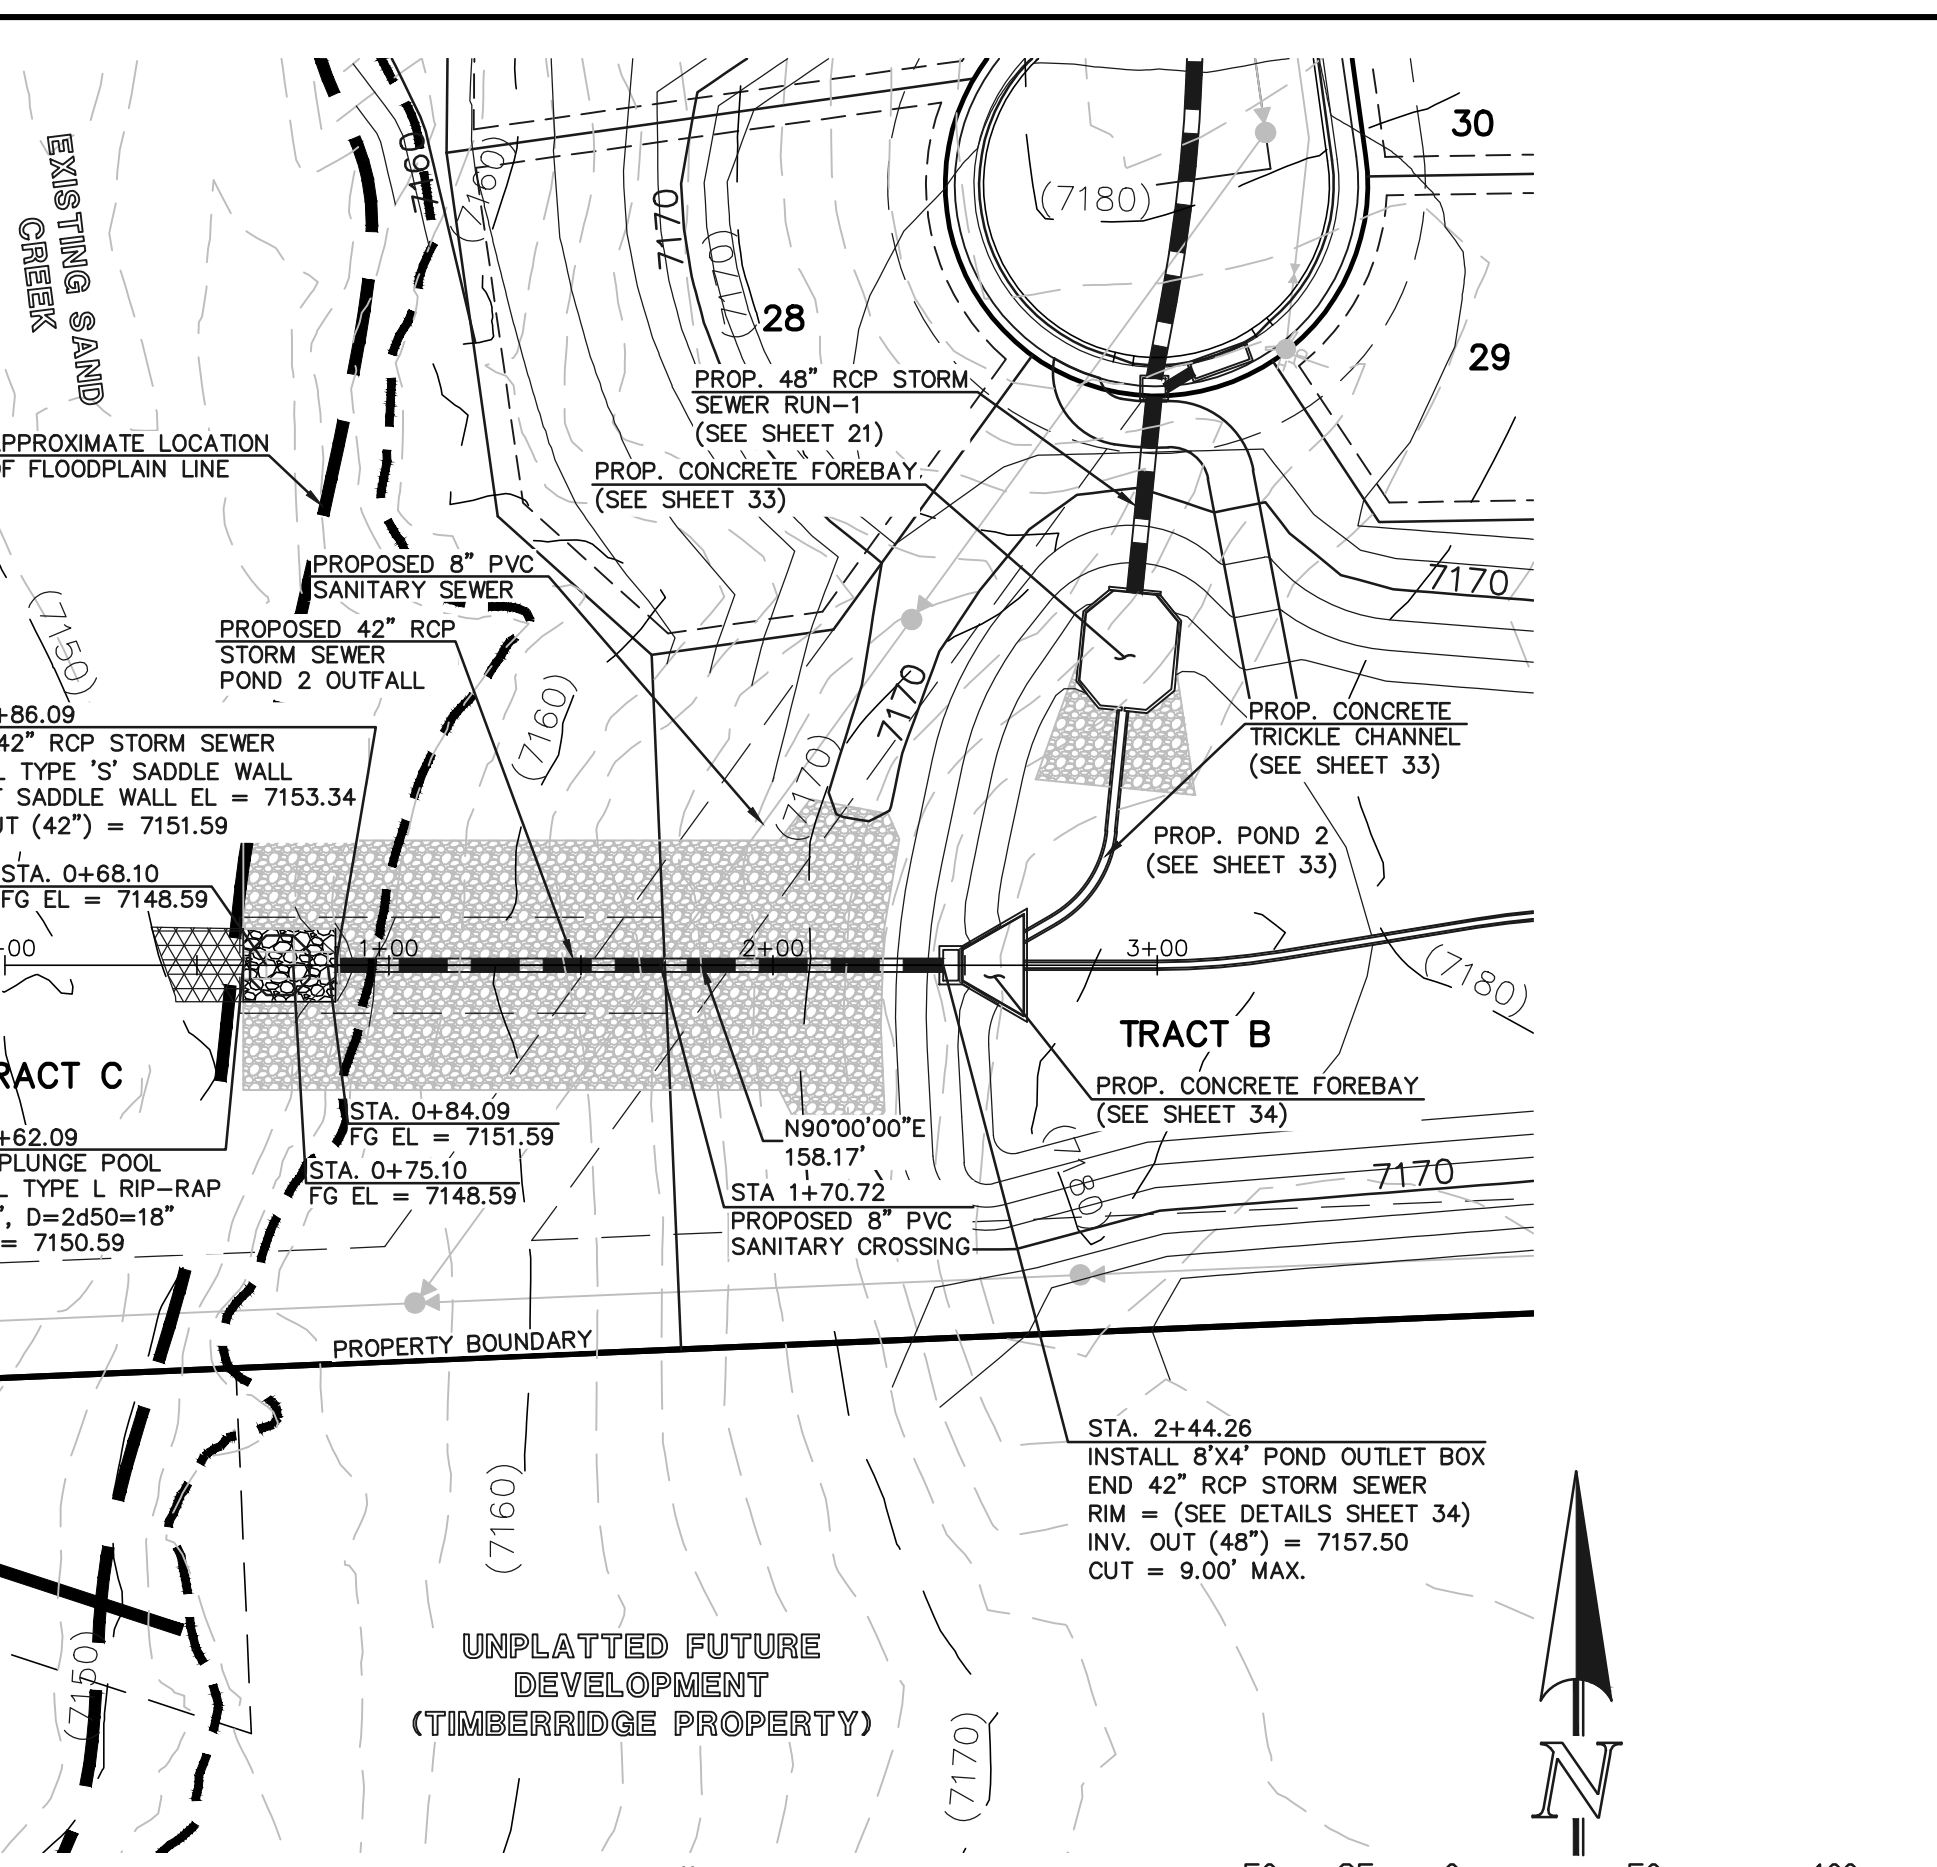 EXISTING SAND
CREEK
7160
(7160)
7170
(7170)
28
(7180)
30
29
PROP. 48" RCP STORM
SEWER RUN-1
(SEE SHEET 21)
PROP. CONCRETE FOREBAY
(SEE SHEET 33)
APPROXIMATE LOCATION
OF FLOODPLAIN LINE
PROPOSED 8" PVC
SANITARY SEWER
PROPOSED 42" RCP
STORM SEWER
POND 2 OUTFALL
(7150)
(7160)
7170
(7170)
7170
+86.09
42" RCP STORM SEWER
L TYPE 'S' SADDLE WALL
T SADDLE WALL EL = 7153.34
UT (42") = 7151.59
STA. 0+68.10
FG EL = 7148.59
PROP. CONCRETE
TRICKLE CHANNEL
(SEE SHEET 33)
PROP. POND 2
(SEE SHEET 33)
+00
1+00
2+00
3+00
(7180)
TRACT B
RACT C
PROP. CONCRETE FOREBAY
(SEE SHEET 34)
STA. 0+84.09
FG EL = 7151.59
STA. 0+75.10
FG EL = 7148.59
+62.09
PLUNGE POOL
L TYPE L RIP-RAP
", D=2d50=18"
= 7150.59
N90°00'00"E
158.17'
STA 1+70.72
PROPOSED 8" PVC
SANITARY CROSSING
7170
PROPERTY BOUNDARY
STA. 2+44.26
INSTALL 8'X4' POND OUTLET BOX
END 42" RCP STORM SEWER
RIM = (SEE DETAILS SHEET 34)
INV. OUT (48") = 7157.50
CUT = 9.00' MAX.
(7160)
(7150)
UNPLATTED FUTURE
DEVELOPMENT
(TIMBERRIDGE PROPERTY)
(7170)
N